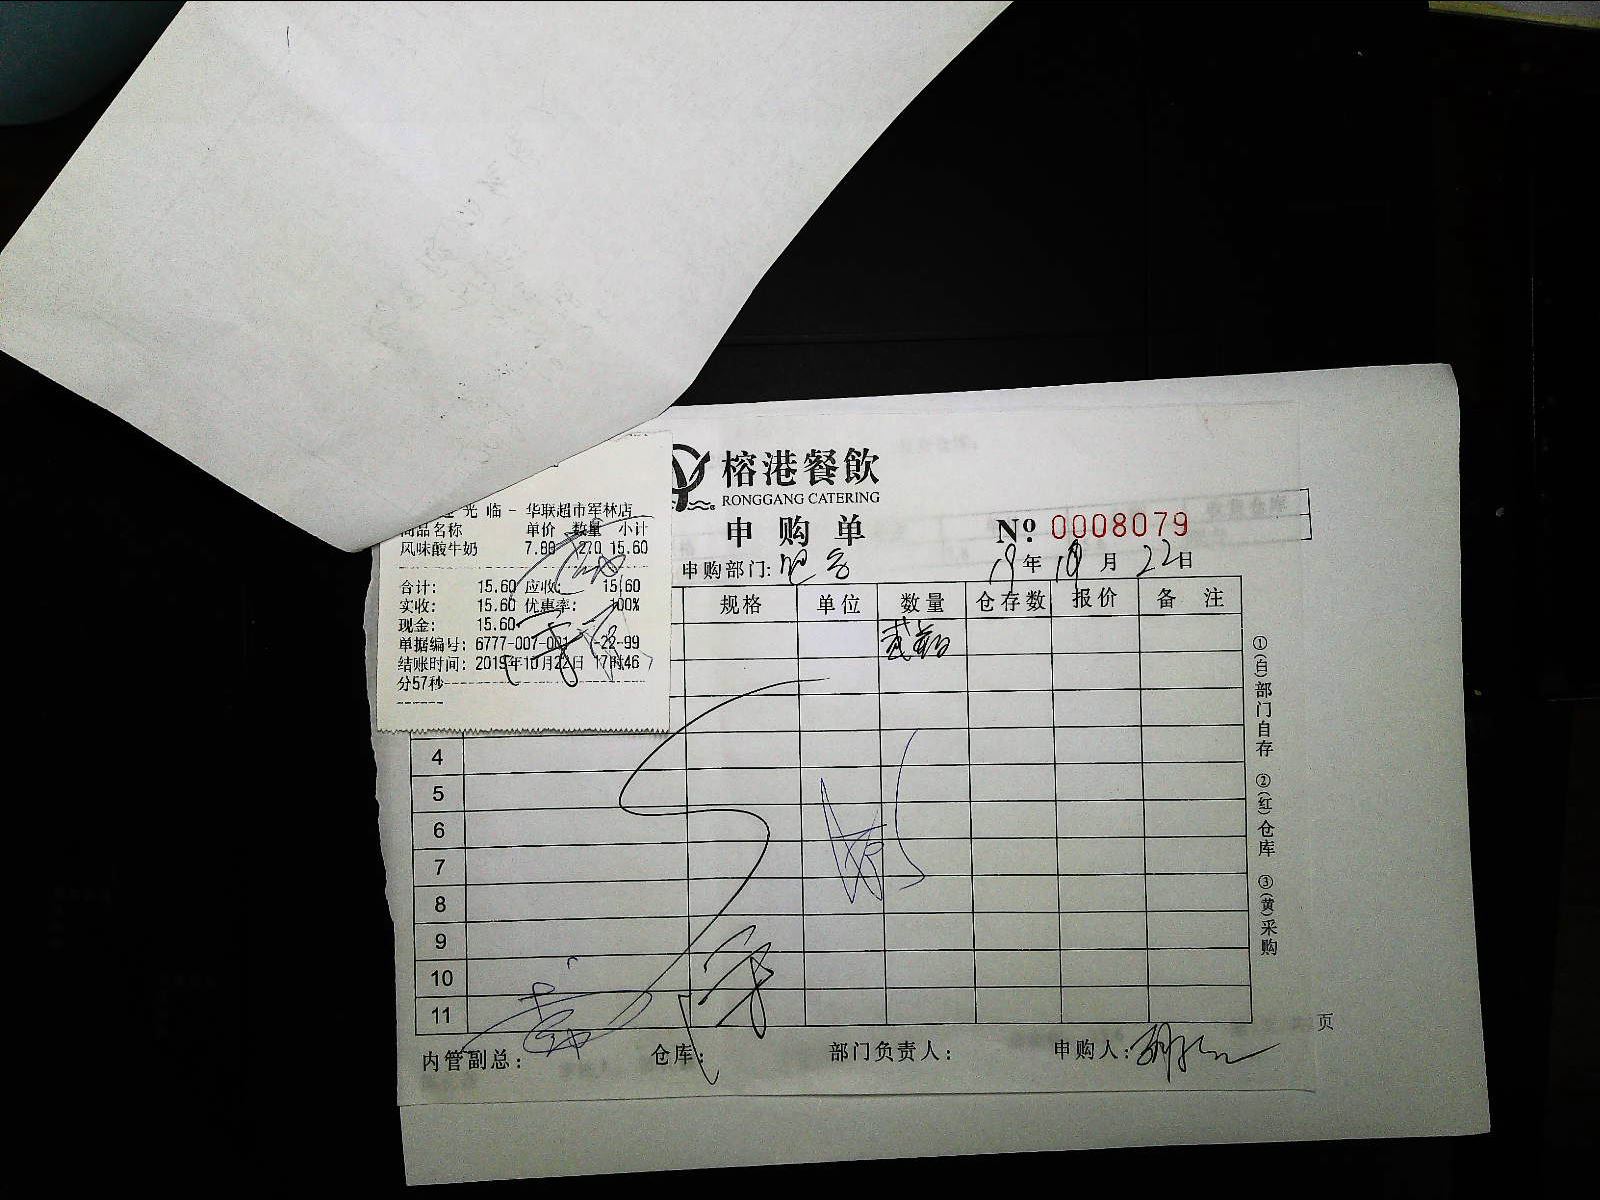 光 临 - 华联超市军林店
商品名称 单价 数量 小计
风味酸牛奶 7.80 2.0 15.60
合计: 15.60 应收: 15.60
实收: 15.60 优惠率: 100%
现金: 15.60
单据编号: 6777-007-001 -22-99
结账时间: 2019年10月22日 17时46
分57秒
榕港餐飲
RONGGANG CATERING
申购单
No. 0008079
申购部门:
19年10月22日
规格 单位 数量 仓存数 报价 备注
贰
4
5
6
7
8
9
10
11
内管副总: 仓库: 部门负责人: 申购人:
①(白)部门自存 ②(红)仓库 ③(黄)采购
页